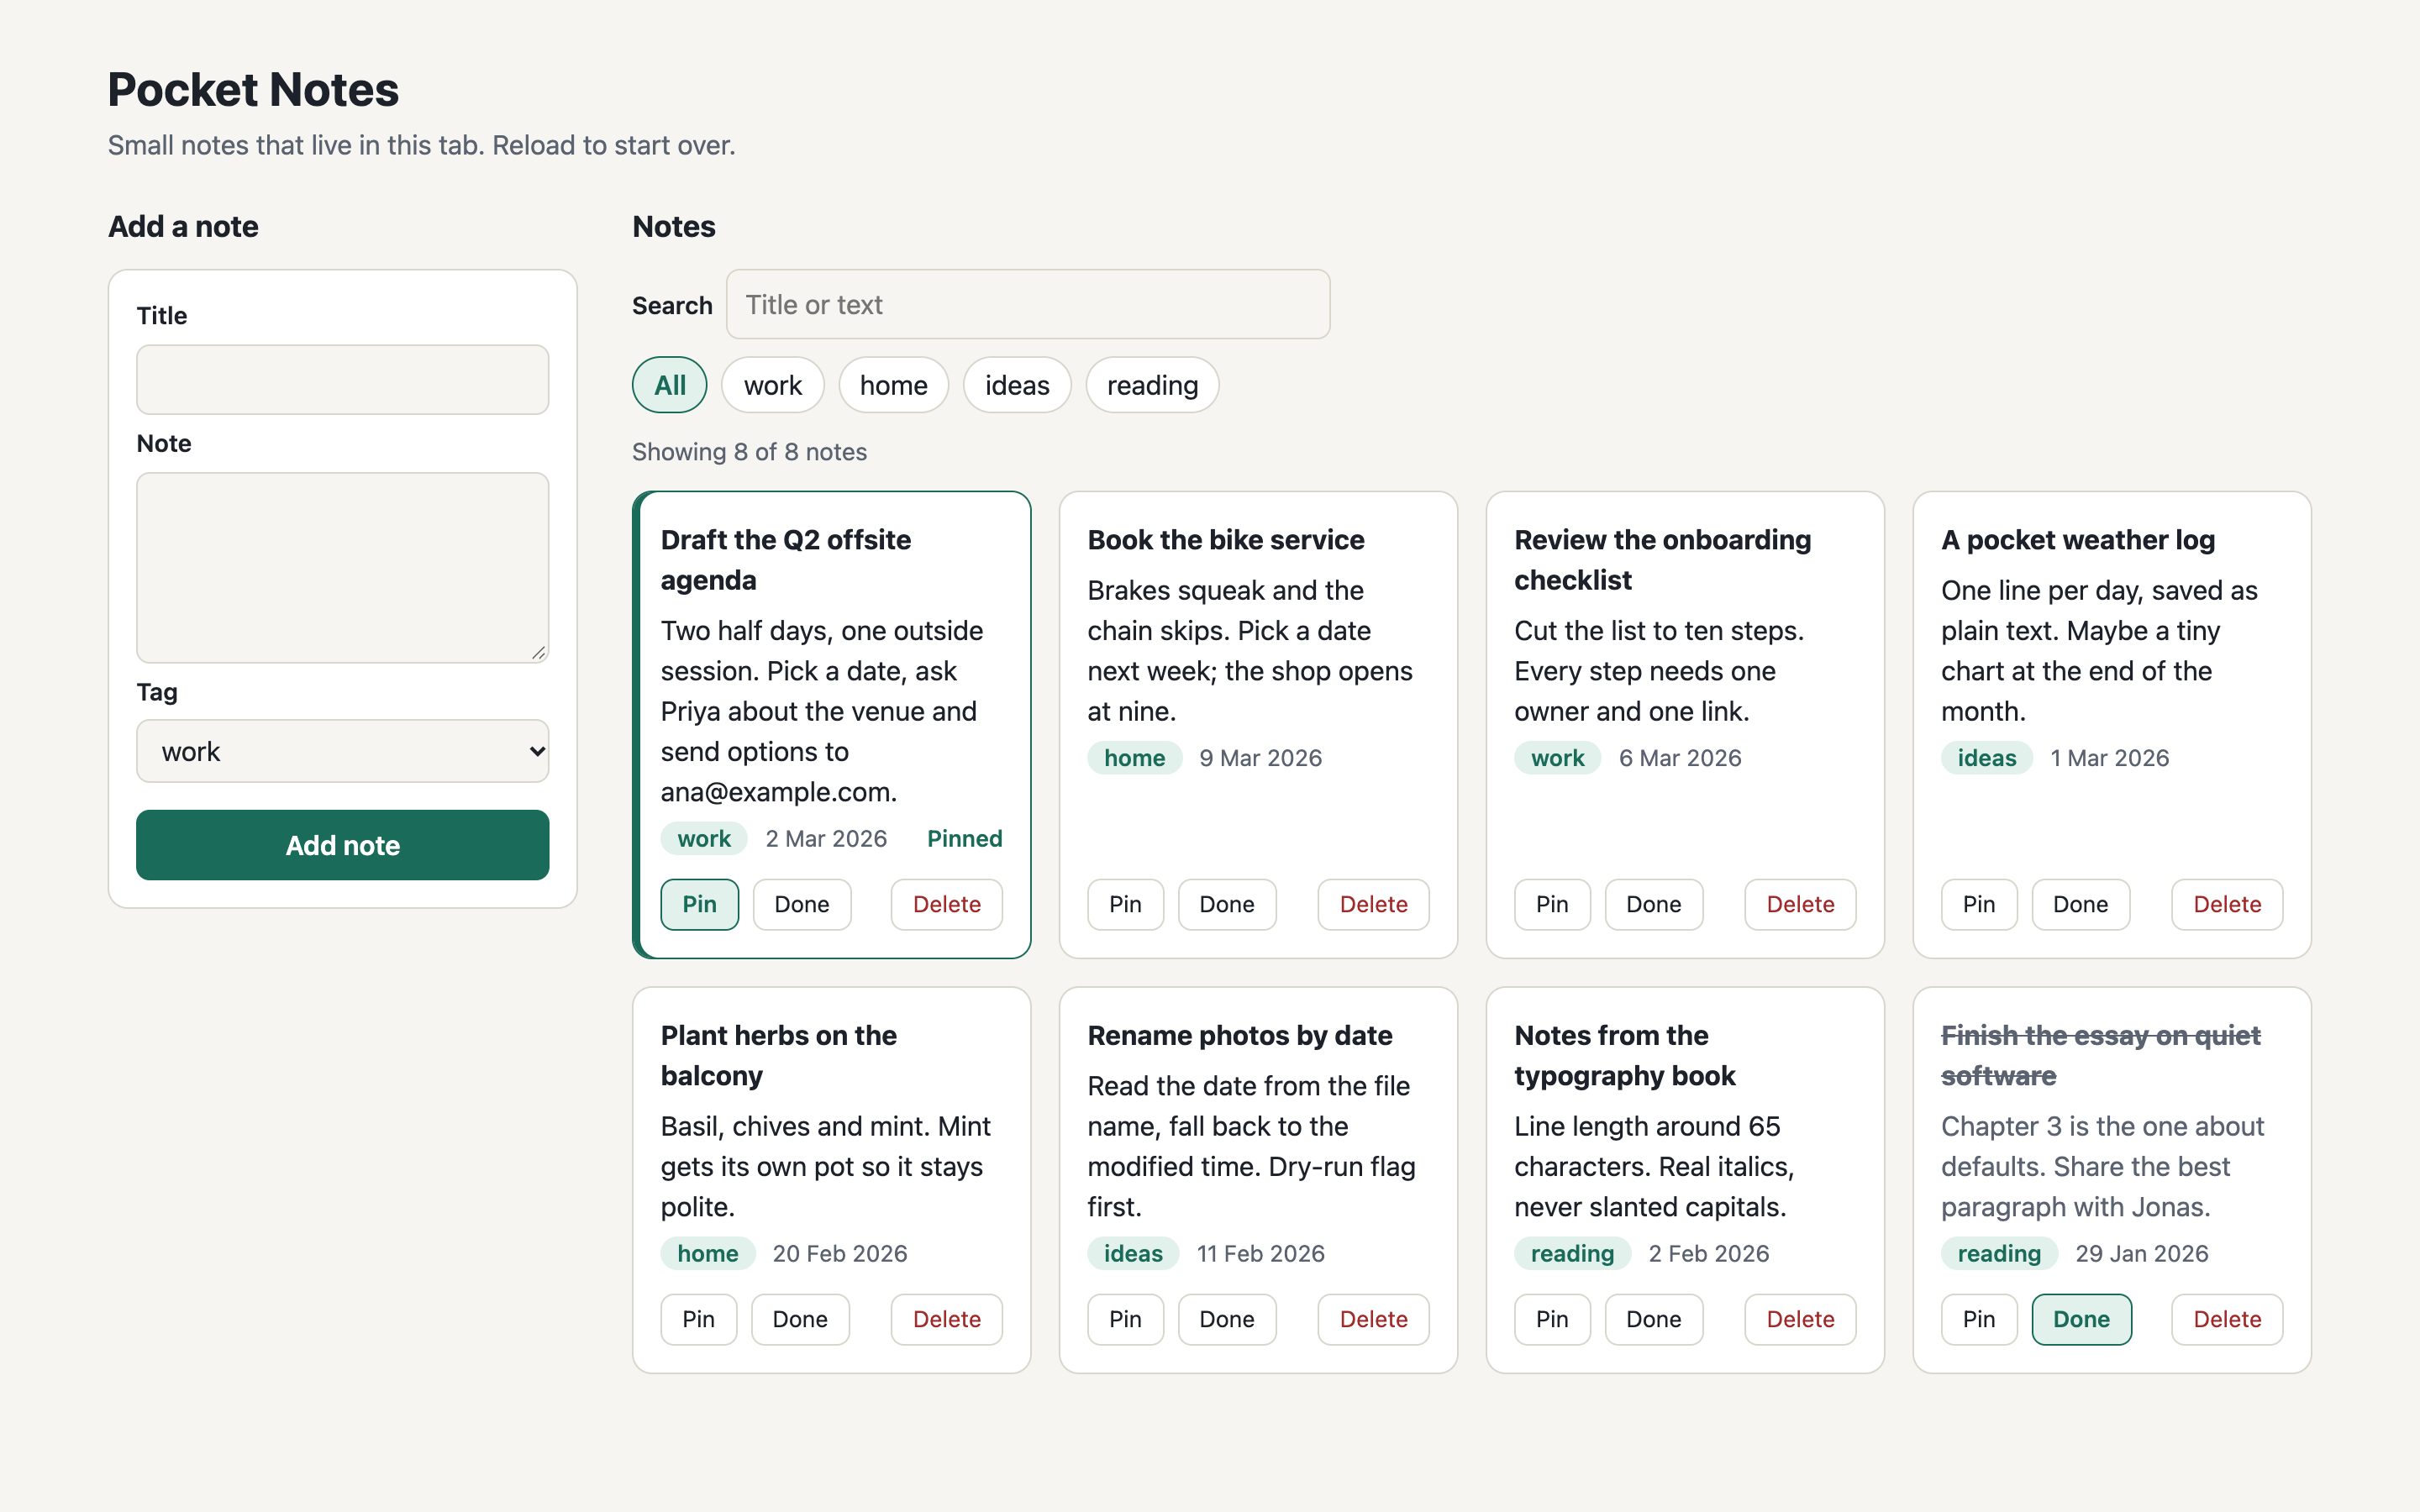 Pocket Notes
Small notes that live in this tab. Reload to start over.
Add a note
Title
Note
Tag
work
Add note
Notes
Search
Title or text
All
work
home
ideas
reading
Showing 8 of 8 notes
Draft the Q2 offsite
agenda
Two half days, one outside
session. Pick a date, ask
Priya about the venue and
send options to
ana@example.com.
work 2 Mar 2026 Pinned
Pin Done Delete
Book the bike service
Brakes squeak and the
chain skips. Pick a date
next week; the shop opens
at nine.
home 9 Mar 2026
Pin Done Delete
Review the onboarding
checklist
Cut the list to ten steps.
Every step needs one
owner and one link.
work 6 Mar 2026
Pin Done Delete
A pocket weather log
One line per day, saved as
plain text. Maybe a tiny
chart at the end of the
month.
ideas 1 Mar 2026
Pin Done Delete
Plant herbs on the
balcony
Basil, chives and mint. Mint
gets its own pot so it stays
polite.
home 20 Feb 2026
Pin Done Delete
Rename photos by date
Read the date from the file
name, fall back to the
modified time. Dry-run flag
first.
ideas 11 Feb 2026
Pin Done Delete
Notes from the
typography book
Line length around 65
characters. Real italics,
never slanted capitals.
reading 2 Feb 2026
Pin Done Delete
Finish the essay on quiet
software
Chapter 3 is the one about
defaults. Share the best
paragraph with Jonas.
reading 29 Jan 2026
Pin Done Delete